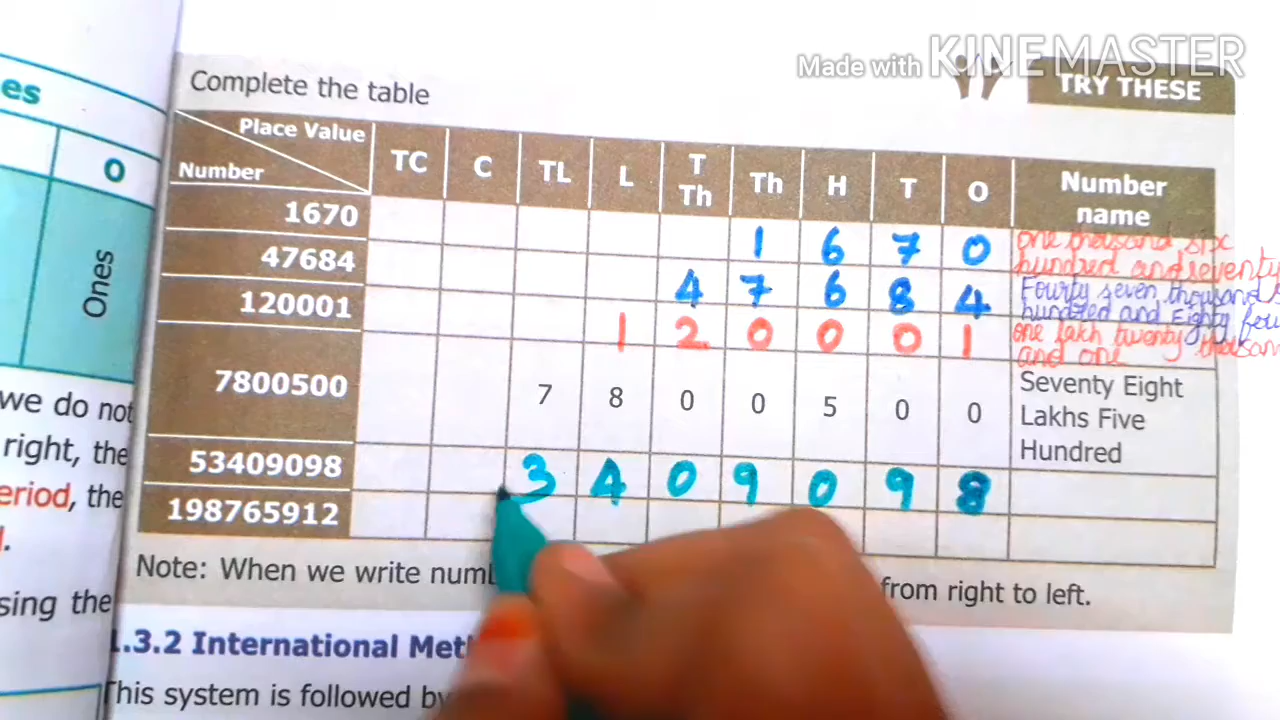 Made with KINEMASTER
es
O
Ones
we do not
right, the
eriod, the
sing the
Complete the table
TRY THESE
Place Value
Number
TC C TL L T Th Th H T O Number name
1670 1 6 7 0 one thousand six
hundred and seventy
47684 4 7 6 8 4 Fourty seven thousand
hundred and Eighty four
120001 1 2 0 0 0 1 one lakh twenty thousan
and one
7800500 7 8 0 0 5 0 0 Seventy Eight
Lakhs Five
Hundred
53409098 3 4 0 9 0 9 8
198765912
Note: When we write numb from right to left.
1.3.2 International Met
This system is followed by